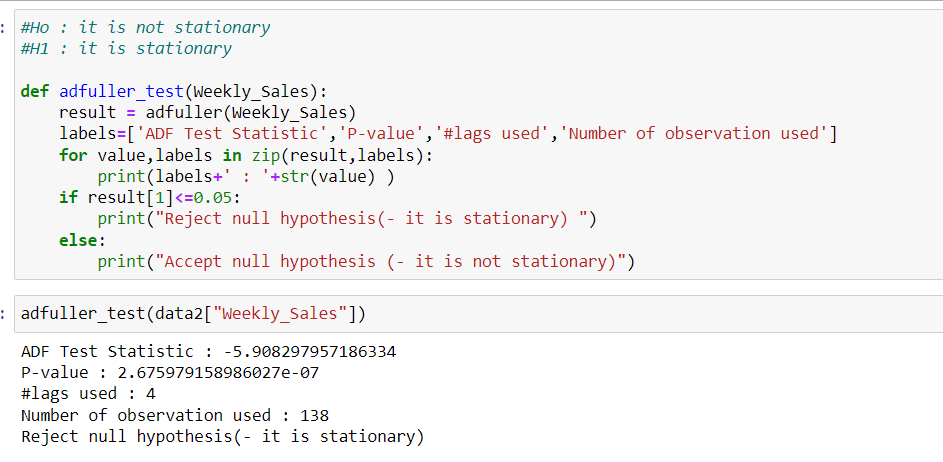 : #Ho : it is not stationary
#H1 : it is stationary
def adfuller_test(Weekly_Sales):
    result = adfuller(Weekly_Sales)
    labels=['ADF Test Statistic','P-value','#lags used','Number of observation used']
    for value,labels in zip(result,labels):
        print(labels+' : '+str(value) )
    if result[1]<=0.05:
        print("Reject null hypothesis(- it is stationary) ")
    else:
        print("Accept null hypothesis (- it is not stationary)")
: adfuller_test(data2["Weekly_Sales"])
ADF Test Statistic : -5.908297957186334
P-value : 2.675979158986027e-07
#lags used : 4
Number of observation used : 138
Reject null hypothesis(- it is stationary)